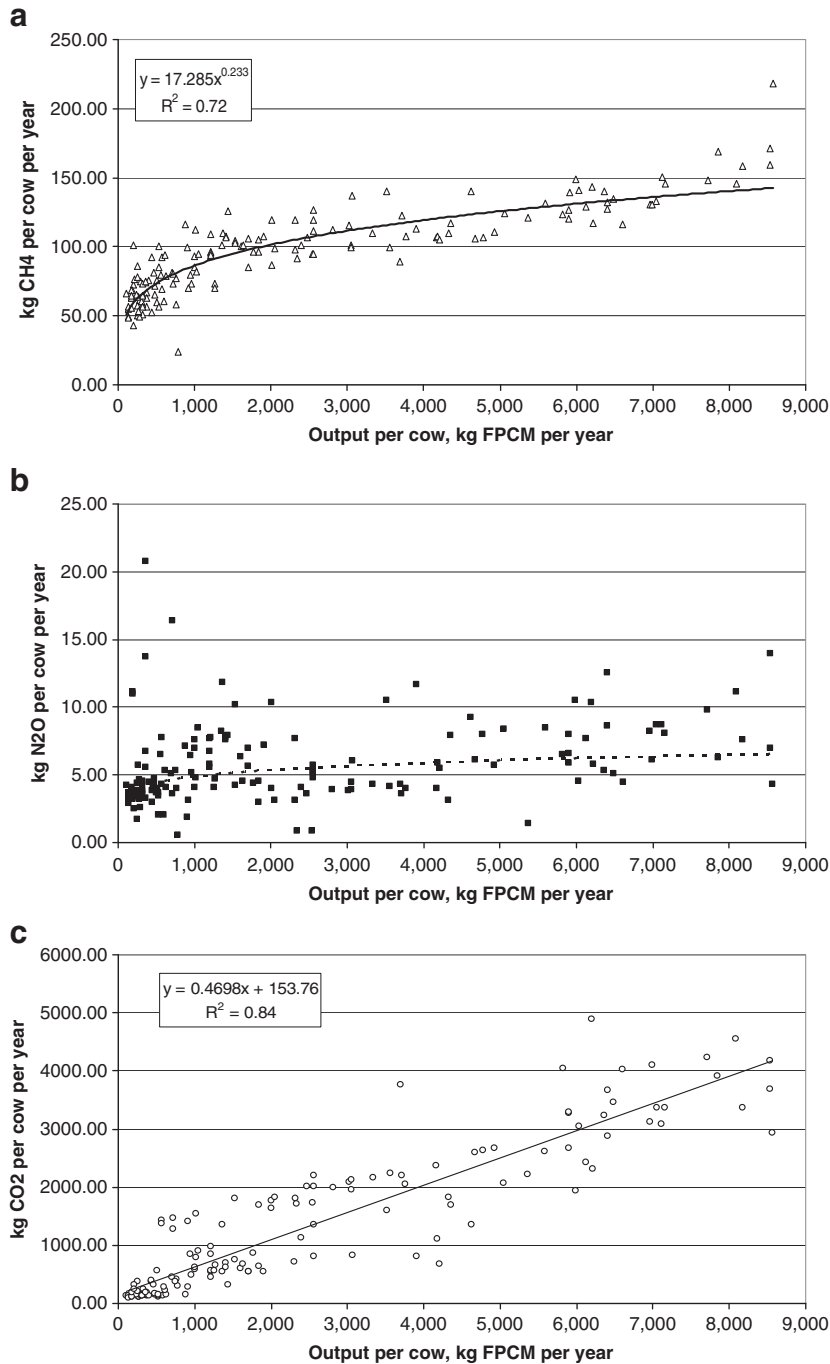 a
250.00
200.00
150.00
100.00
50.00
0.00
kg CH4 per cow per year
y = 17.285x^0.233
R² = 0.72
0 1,000 2,000 3,000 4,000 5,000 6,000 7,000 8,000 9,000
Output per cow, kg FPCM per year
b
25.00
20.00
15.00
10.00
5.00
0.00
kg N2O per cow per year
0 1,000 2,000 3,000 4,000 5,000 6,000 7,000 8,000 9,000
Output per cow, kg FPCM per year
c
6000.00
5000.00
4000.00
3000.00
2000.00
1000.00
0.00
kg CO2 per cow per year
y = 0.4698x + 153.76
R² = 0.84
0 1,000 2,000 3,000 4,000 5,000 6,000 7,000 8,000 9,000
Output per cow, kg FPCM per year